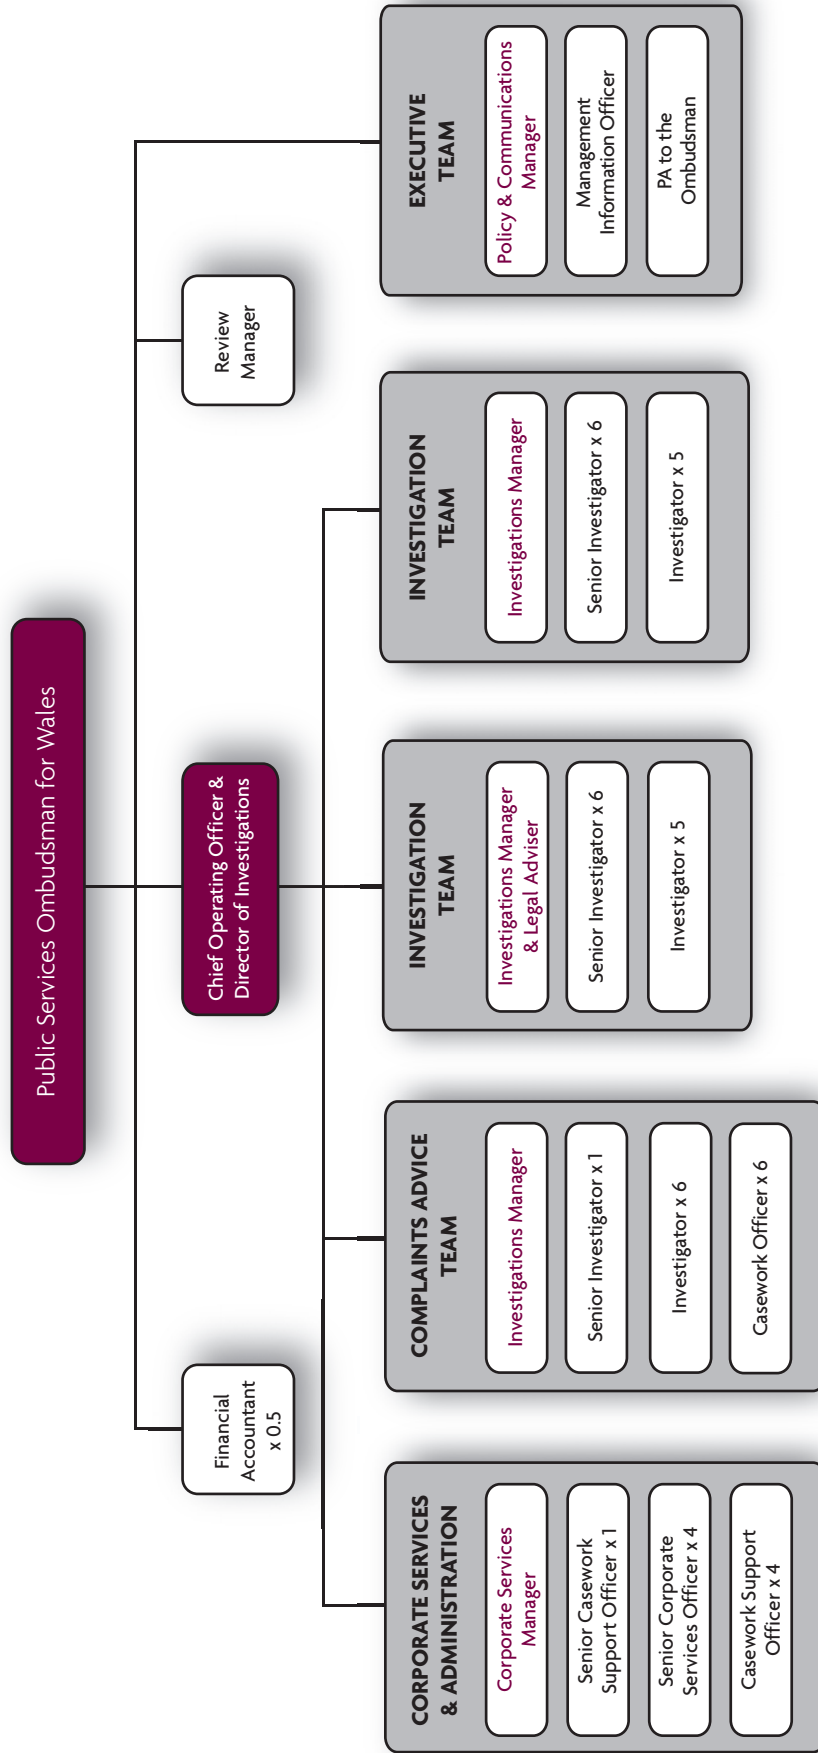 Public Services Ombudsman for Wales
Financial
Accountant
x 0.5
Chief Operating Officer &
Director of Investigations
Review
Manager
CORPORATE SERVICES
& ADMINISTRATION
Corporate Services
Manager
Senior Casework
Support Officer x 1
Senior Corporate
Services Officer x 4
Casework Support
Officer x 4
COMPLAINTS ADVICE
TEAM
Investigations Manager
Senior Investigator x 1
Investigator x 6
Casework Officer x 6
INVESTIGATION
TEAM
Investigations Manager
& Legal Adviser
Senior Investigator x 6
Investigator x 5
INVESTIGATION
TEAM
Investigations Manager
Senior Investigator x 6
Investigator x 5
EXECUTIVE
TEAM
Policy & Communications
Manager
Management
Information Officer
PA to the
Ombudsman